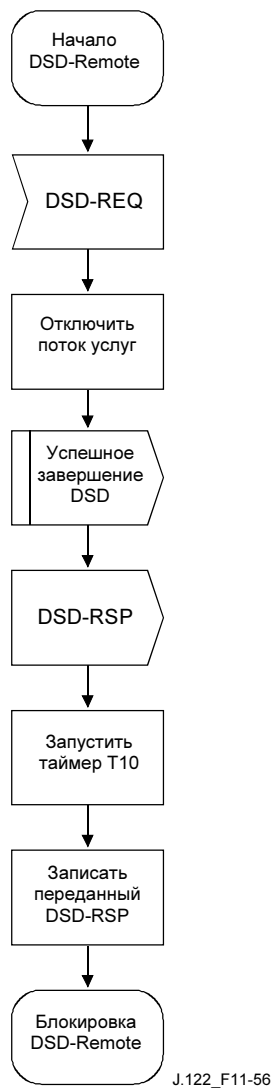 Начало
DSD-Remote
DSD-REQ
Отключить
поток услуг
Успешное
завершение
DSD
DSD-RSP
Запустить
таймер T10
Записать
переданный
DSD-RSP
Блокировка
DSD-Remote
J.122_F11-56